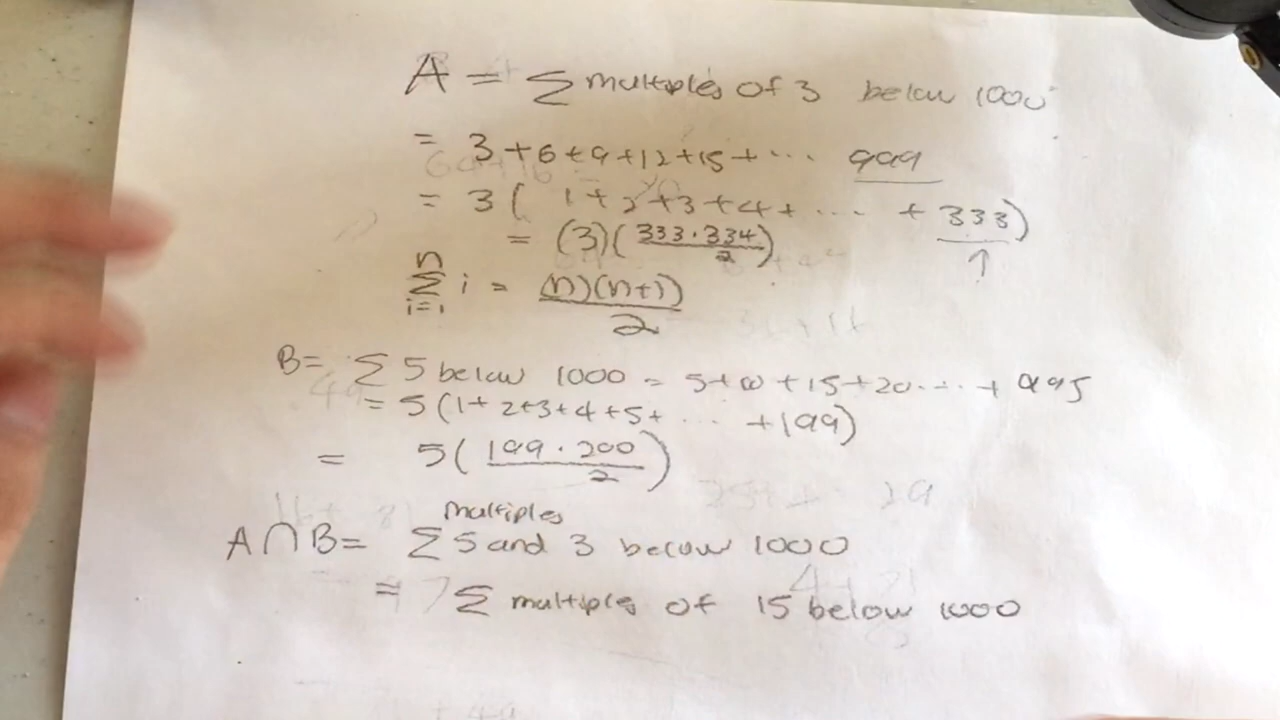 A = ∑ multiples of 3 below 1000
= 3+6+9+12+15+ ... 999
= 3( 1+2+3+4+ ... + 333)
= (3)(333·334/2) ↑
n∑i=1 i = (n)(n+1)/2
B= ∑ 5 below 1000 = 5+10+15+20.... + 995
= 5(1+2+3+4+5+ ... +199)
= 5(199·200/2)
multiples
A∩B= ∑ 5 and 3 below 1000
= ∑ multiples of 15 below 1000